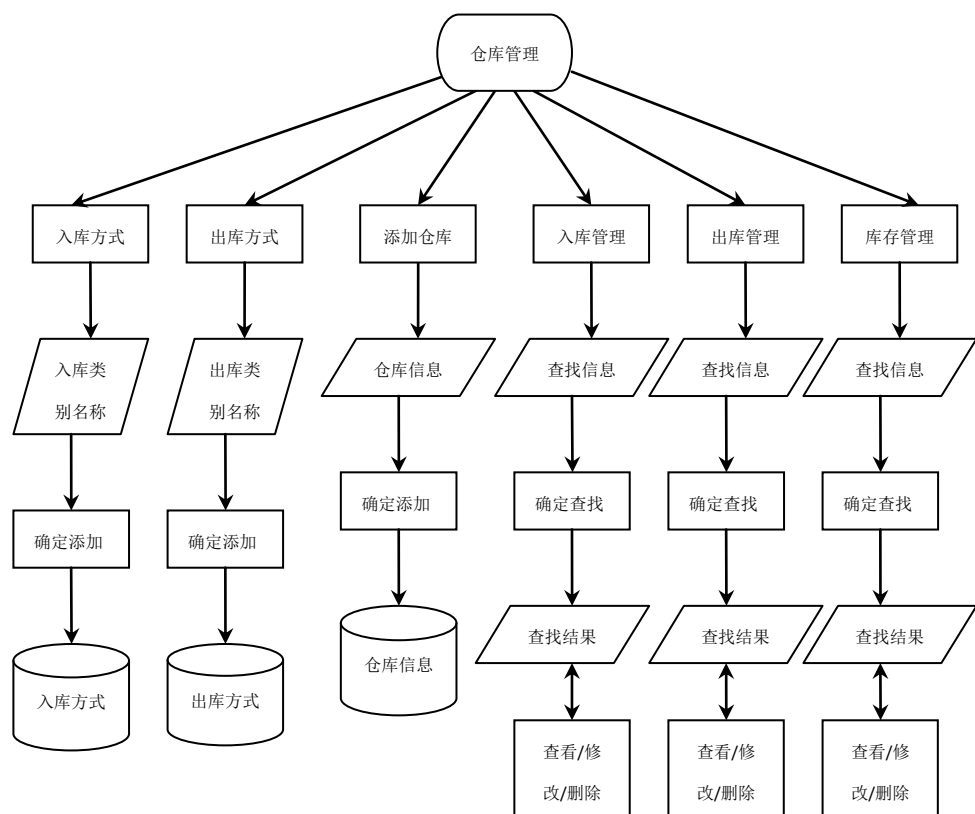 仓库管理
入库方式
出库方式
添加仓库
入库管理
出库管理
库存管理
入库类
别名称
出库类
别名称
仓库信息
查找信息
查找信息
查找信息
确定添加
确定查找
确定查找
确定查找
确定添加
确定添加
仓库信息
查找结果
查找结果
查找结果
入库方式
出库方式
查看/修
改/删除
查看/修
改/删除
查看/修
改/删除